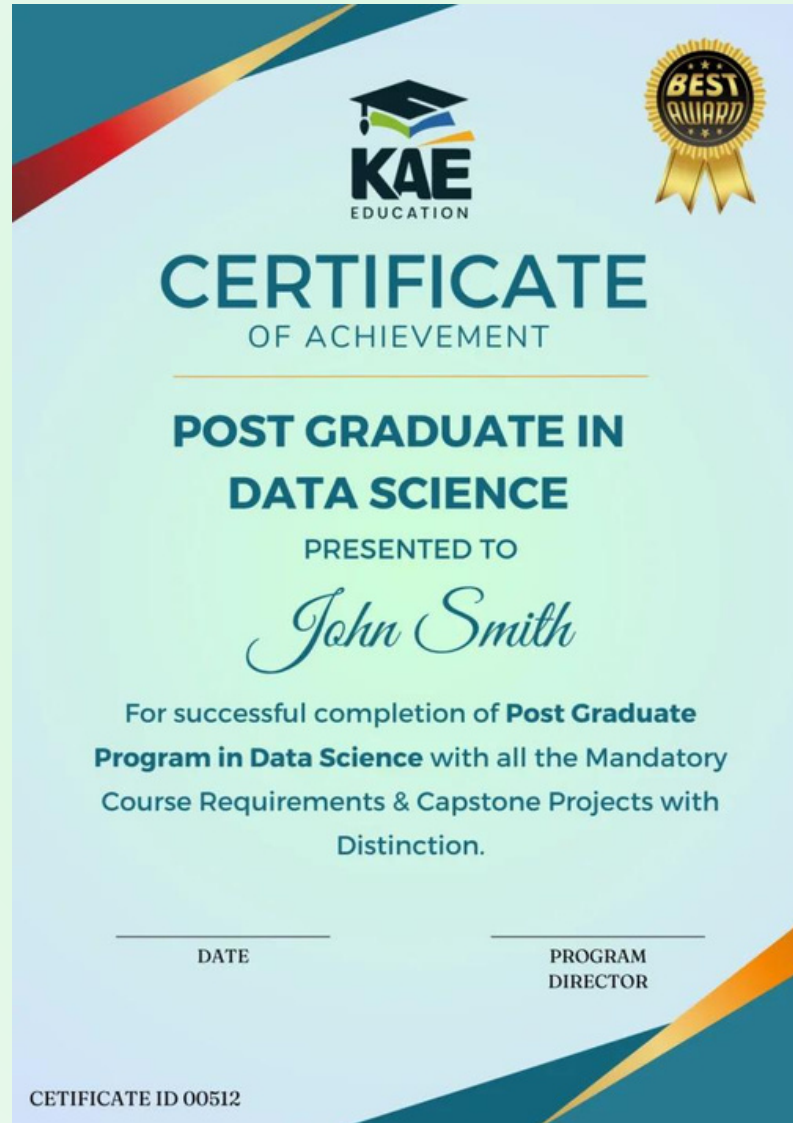 BEST
AWARD
KAE
EDUCATION
CERTIFICATE
OF ACHIEVEMENT
POST GRADUATE IN
DATA SCIENCE
PRESENTED TO
John Smith
For successful completion of Post Graduate
Program in Data Science with all the Mandatory
Course Requirements & Capstone Projects with
Distinction.
DATE
PROGRAM
DIRECTOR
CETIFICATE ID 00512